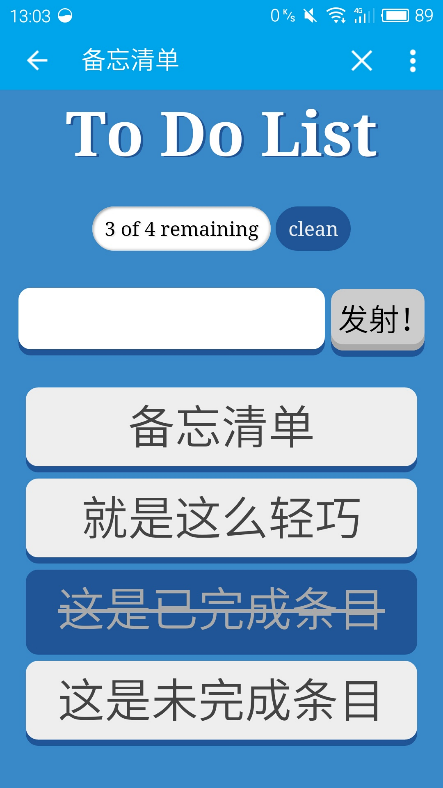 13:03 0 K/s 4G 89
备忘清单
To Do List
3 of 4 remaining clean
发射！
备忘清单
就是这么轻巧
这是已完成条目
这是未完成条目